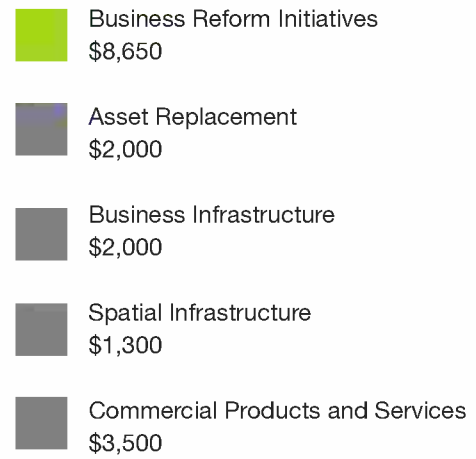 Business Reform Initiatives
$8,650
Asset Replacement
$2,000
Business Infrastructure
$2,000
Spatial Infrastructure
$1,300
Commercial Products and Services
$3,500